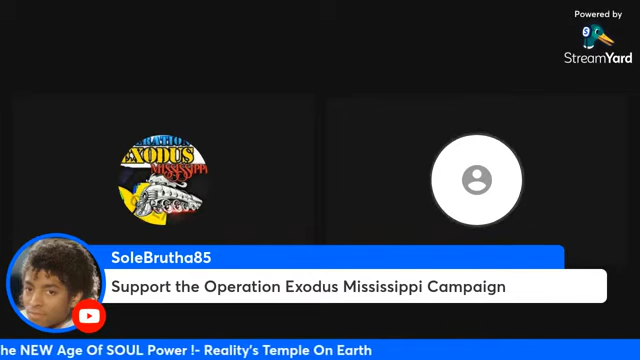 Powered by
StreamYard
EXODUS
MISSISSIPPI
SoleBrutha85
Support the Operation Exodus Mississippi Campaign
he NEW Age Of SOUL Power !- Reality's Temple On Earth